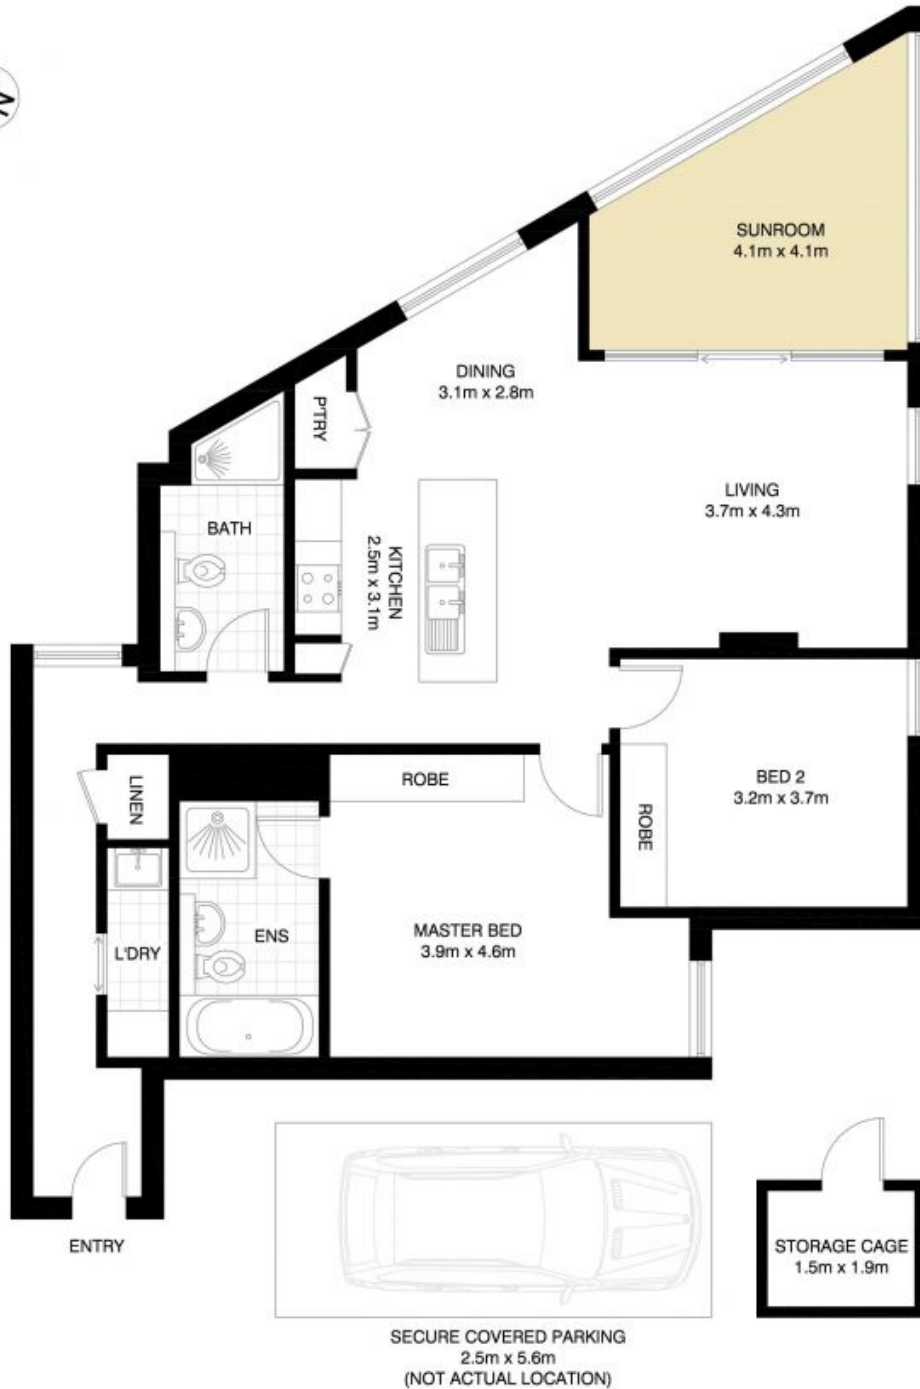 N
SUNROOM
4.1m x 4.1m
DINING
3.1m x 2.8m
P'TRY
LIVING
3.7m x 4.3m
BATH
KITCHEN
2.5m x 3.1m
ROBE
BED 2
3.2m x 3.7m
LINEN
ROBE
MASTER BED
3.9m x 4.6m
ENS
L'DRY
ENTRY
STORAGE CAGE
1.5m x 1.9m
SECURE COVERED PARKING
2.5m x 5.6m
(NOT ACTUAL LOCATION)